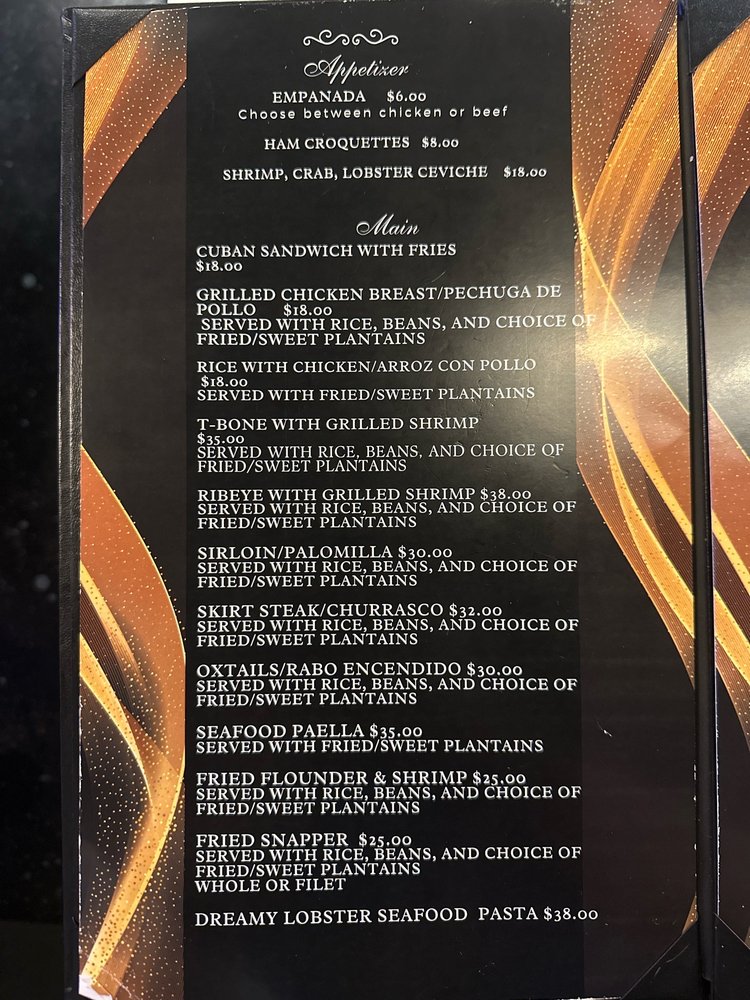 Appetizer
EMPANADA $6.00
Choose between chicken or beef
HAM CROQUETTES $8.00
SHRIMP, CRAB, LOBSTER CEVICHE $18.00
Main
CUBAN SANDWICH WITH FRIES
$18.00
GRILLED CHICKEN BREAST/PECHUGA DE
POLLO $18.00
SERVED WITH RICE, BEANS, AND CHOICE OF
FRIED/SWEET PLANTAINS
RICE WITH CHICKEN/ARROZ CON POLLO
$18.00
SERVED WITH FRIED/SWEET PLANTAINS
T-BONE WITH GRILLED SHRIMP
$35.00
SERVED WITH RICE, BEANS, AND CHOICE OF
FRIED/SWEET PLANTAINS
RIBEYE WITH GRILLED SHRIMP $38.00
SERVED WITH RICE, BEANS, AND CHOICE OF
FRIED/SWEET PLANTAINS
SIRLOIN/PALOMILLA $30.00
SERVED WITH RICE, BEANS, AND CHOICE OF
FRIED/SWEET PLANTAINS
SKIRT STEAK/CHURRASCO $32.00
SERVED WITH RICE, BEANS, AND CHOICE OF
FRIED/SWEET PLANTAINS
OXTAILS/RABO ENCENDIDO $30.00
SERVED WITH RICE, BEANS, AND CHOICE OF
FRIED/SWEET PLANTAINS
SEAFOOD PAELLA $35.00
SERVED WITH FRIED/SWEET PLANTAINS
FRIED FLOUNDER & SHRIMP $25.00
SERVED WITH RICE, BEANS, AND CHOICE OF
FRIED/SWEET PLANTAINS
FRIED SNAPPER $25.00
SERVED WITH RICE, BEANS, AND CHOICE OF
FRIED/SWEET PLANTAINS
WHOLE OR FILET
DREAMY LOBSTER SEAFOOD PASTA $38.00